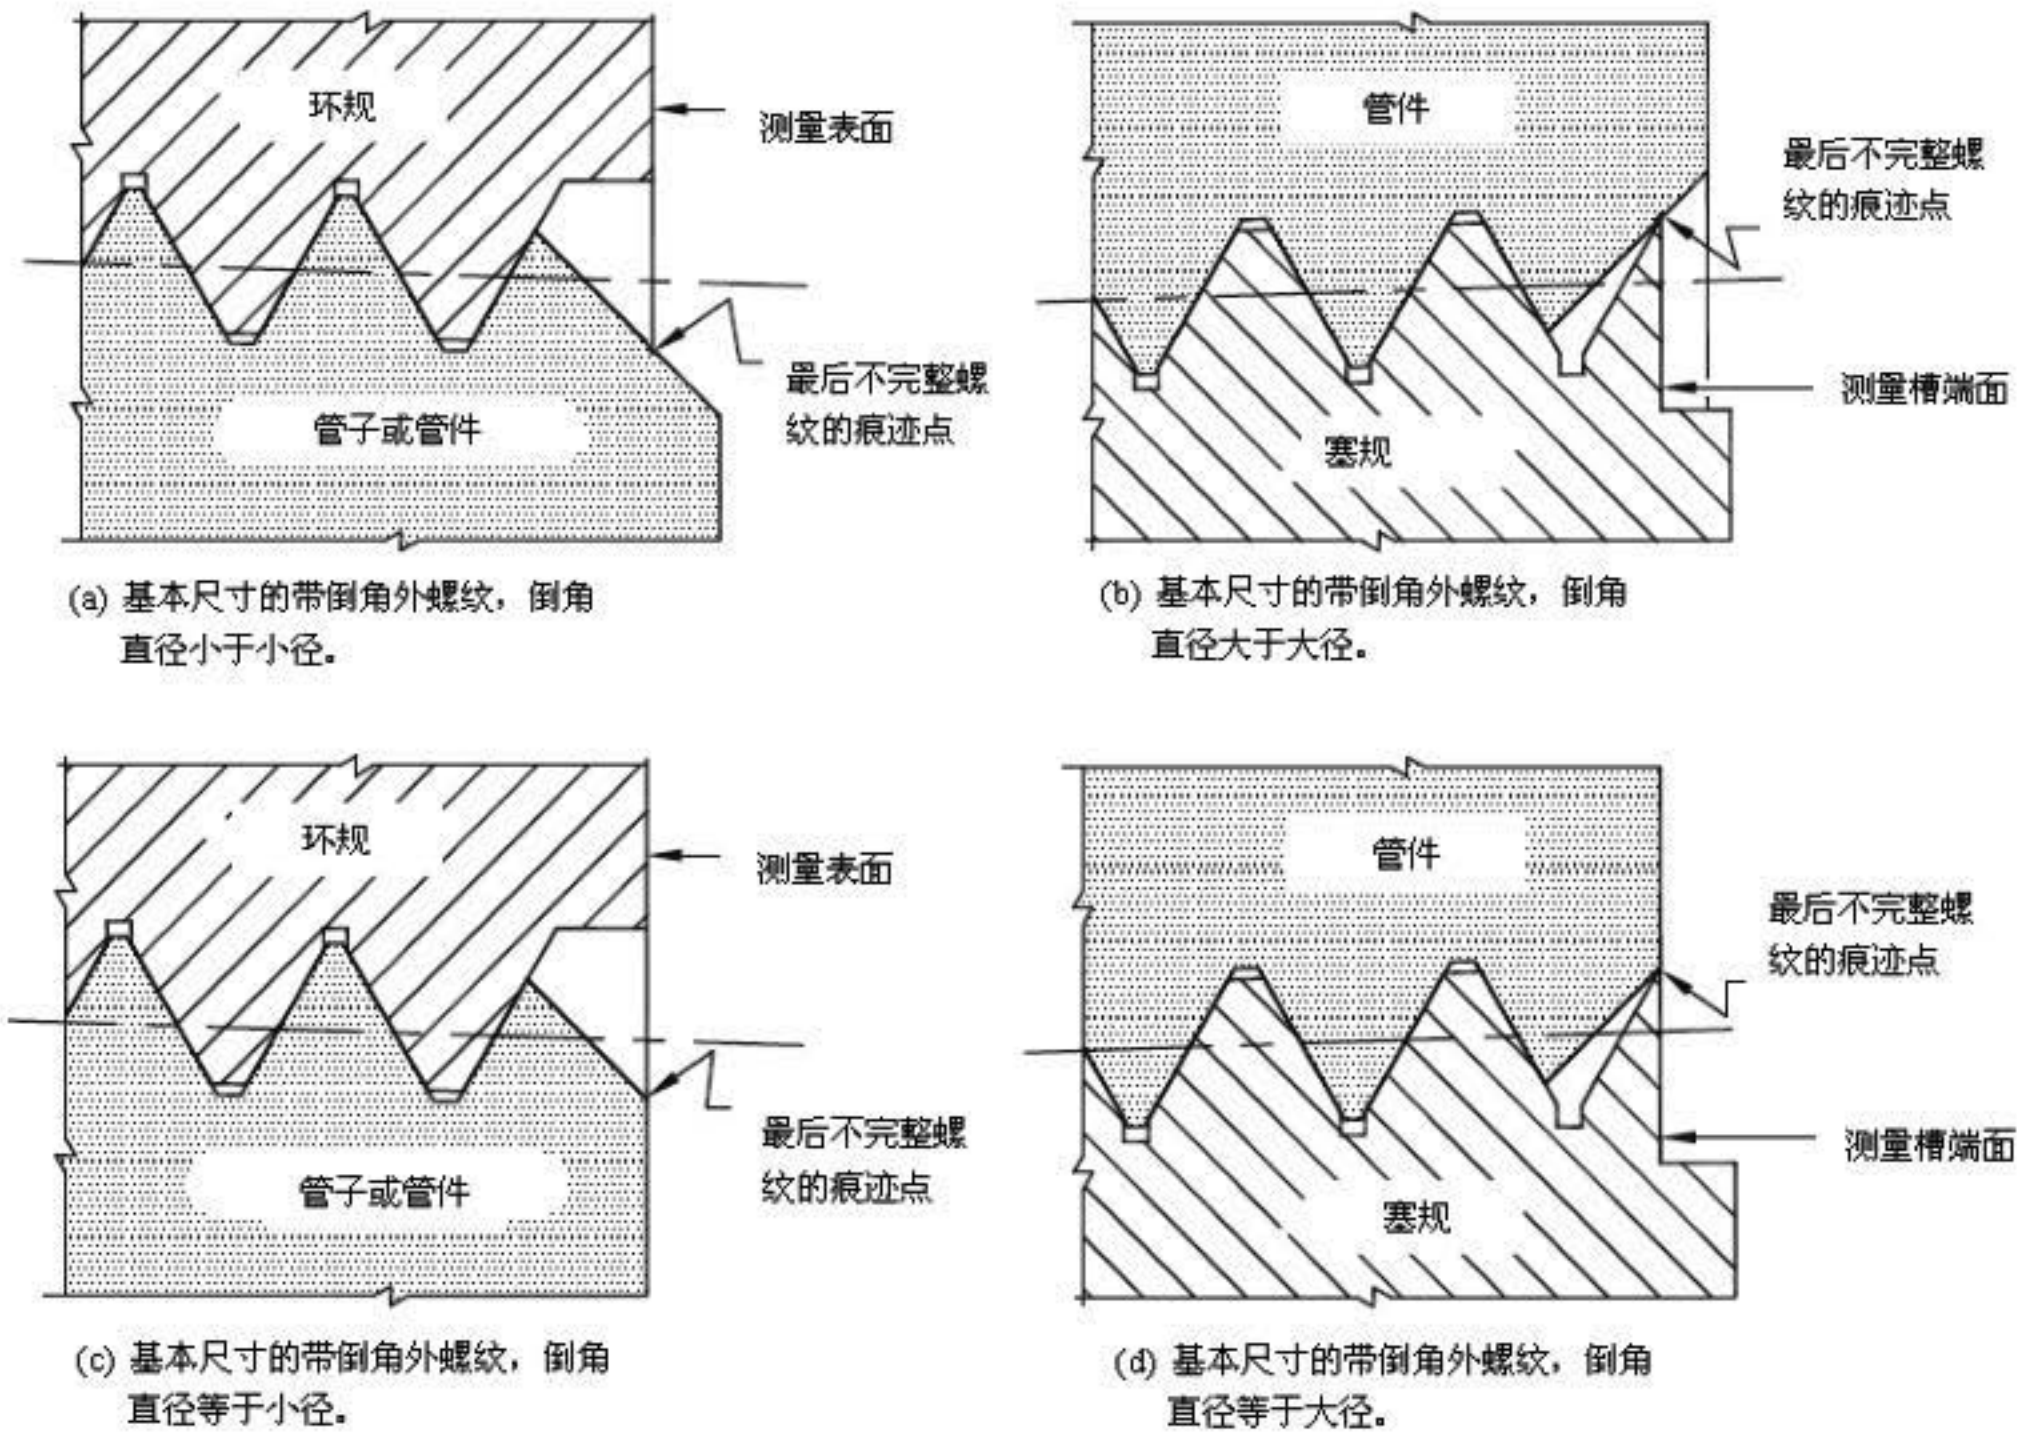 环规
测量表面
最后不完整螺
纹的痕迹点
管子或管件
(a) 基本尺寸的带倒角外螺纹，倒角
直径小于小径。
管件
最后不完整螺
纹的痕迹点
测量槽端面
塞规
(b) 基本尺寸的带倒角外螺纹，倒角
直径大于大径。
环规
测量表面
最后不完整螺
纹的痕迹点
管子或管件
(c) 基本尺寸的带倒角外螺纹，倒角
直径等于小径。
管件
最后不完整螺
纹的痕迹点
测量槽端面
塞规
(d) 基本尺寸的带倒角外螺纹，倒角
直径等于大径。